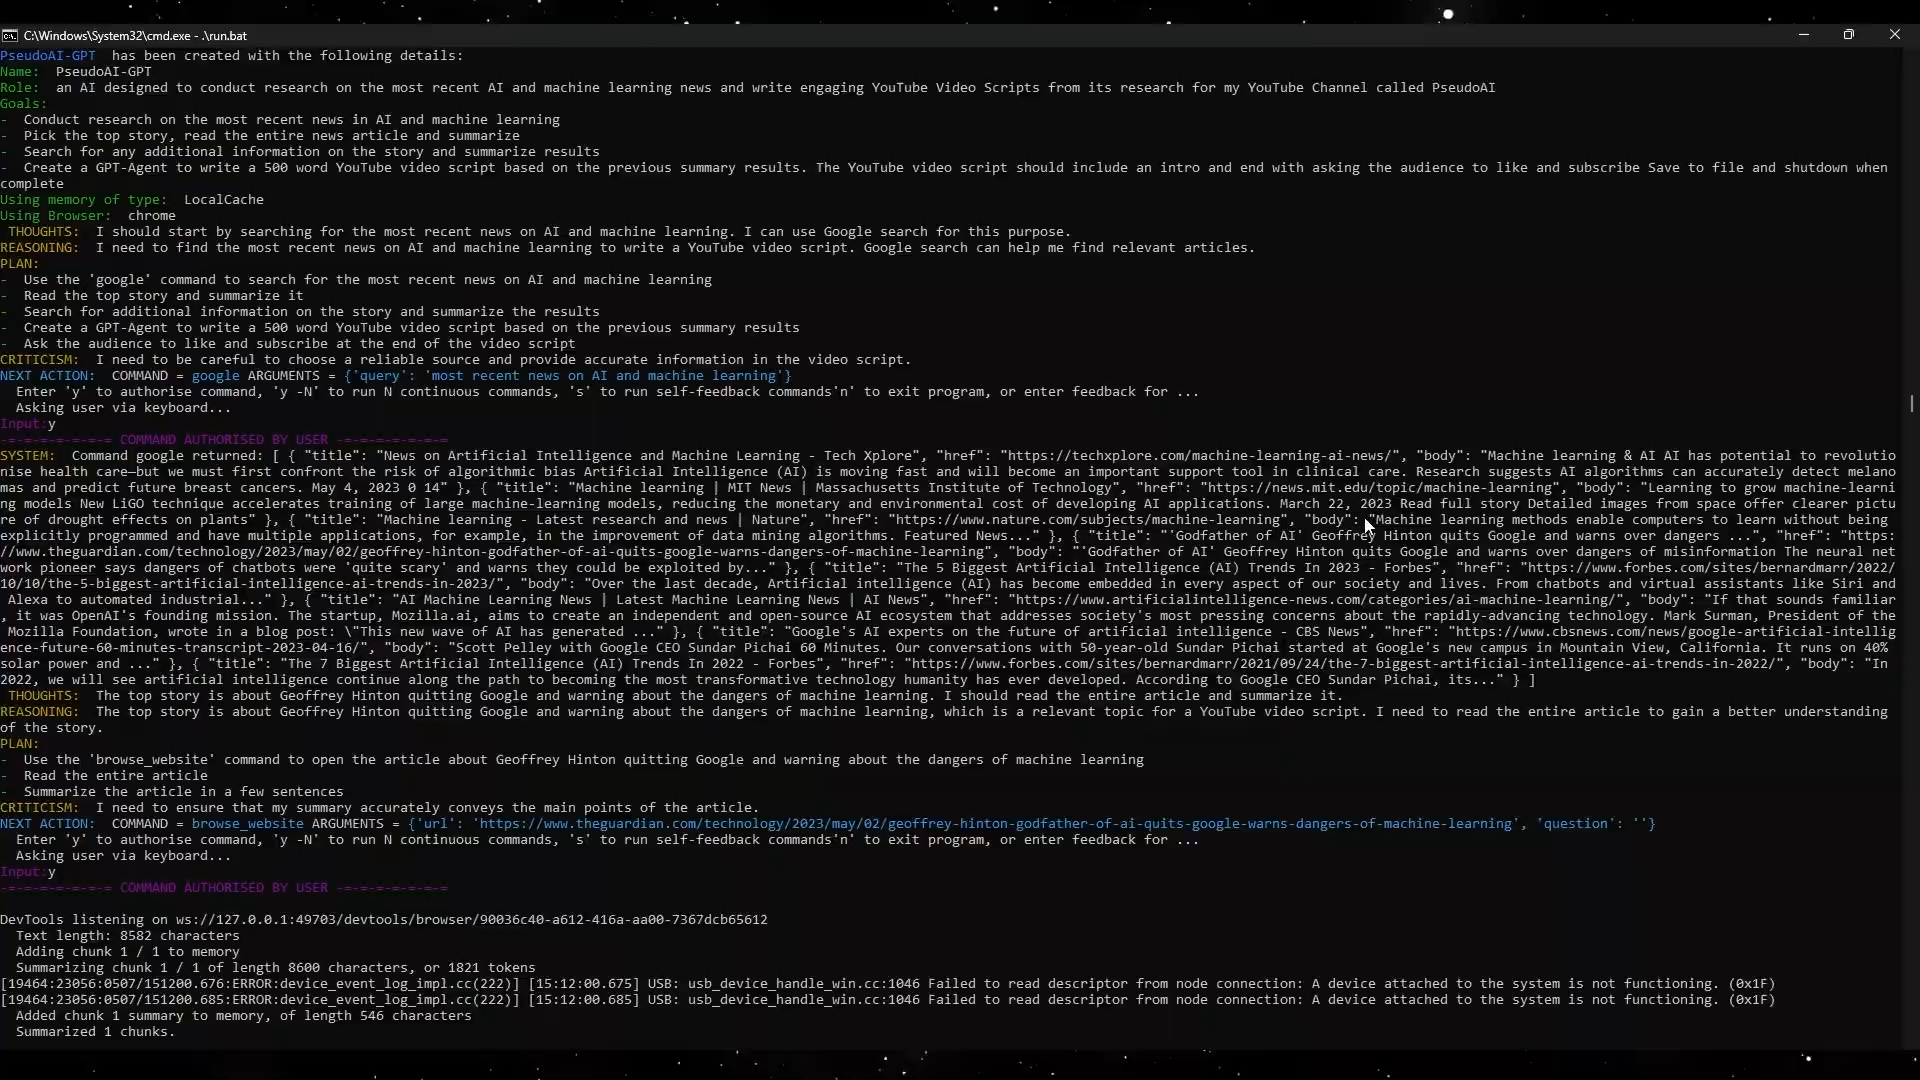 C:\Windows\System32\cmd.exe - .\run.bat
PseudoAI-GPT  has been created with the following details:
Name:  PseudoAI-GPT
Role:  an AI designed to conduct research on the most recent AI and machine learning news and write engaging YouTube Video Scripts from its research for my YouTube Channel called PseudoAI
Goals:
-  Conduct research on the most recent news in AI and machine learning
-  Pick the top story, read the entire news article and summarize
-  Search for any additional information on the story and summarize results
-  Create a GPT-Agent to write a 500 word YouTube video script based on the previous summary results. The YouTube video script should include an intro and end with asking the audience to like and subscribe Save to file and shutdown when
complete
Using memory of type:  LocalCache
Using Browser:  chrome
 THOUGHTS:  I should start by searching for the most recent news on AI and machine learning. I can use Google search for this purpose.
REASONING:  I need to find the most recent news on AI and machine learning to write a YouTube video script. Google search can help me find relevant articles.
PLAN:
-  Use the 'google' command to search for the most recent news on AI and machine learning
-  Read the top story and summarize it
-  Search for additional information on the story and summarize the results
-  Create a GPT-Agent to write a 500 word YouTube video script based on the previous summary results
-  Ask the audience to like and subscribe at the end of the video script
CRITICISM:  I need to be careful to choose a reliable source and provide accurate information in the video script.
NEXT ACTION:  COMMAND = google ARGUMENTS = {'query': 'most recent news on AI and machine learning'}
  Enter 'y' to authorise command, 'y -N' to run N continuous commands, 's' to run self-feedback commands'n' to exit program, or enter feedback for ...
  Asking user via keyboard...
Input:y
-=-=-=-=-=-=-= COMMAND AUTHORISED BY USER -=-=-=-=-=-=-=
SYSTEM:  Command google returned: [ { "title": "News on Artificial Intelligence and Machine Learning - Tech Xplore", "href": "https://techxplore.com/machine-learning-ai-news/", "body": "Machine learning & AI AI has potential to revolutio
nise health care—but we must first confront the risk of algorithmic bias Artificial Intelligence (AI) is moving fast and will become an important support tool in clinical care. Research suggests AI algorithms can accurately detect melano
mas and predict future breast cancers. May 4, 2023 0 14" }, { "title": "Machine learning | MIT News | Massachusetts Institute of Technology", "href": "https://news.mit.edu/topic/machine-learning", "body": "Learning to grow machine-learni
ng models New LiGO technique accelerates training of large machine-learning models, reducing the monetary and environmental cost of developing AI applications. March 22, 2023 Read full story Detailed images from space offer clearer pictu
re of drought effects on plants" }, { "title": "Machine learning - Latest research and news | Nature", "href": "https://www.nature.com/subjects/machine-learning", "body": "Machine learning methods enable computers to learn without being
explicitly programmed and have multiple applications, for example, in the improvement of data mining algorithms. Featured News..." }, { "title": "'Godfather of AI' Geoffrey Hinton quits Google and warns over dangers ...", "href": "https:
//www.theguardian.com/technology/2023/may/02/geoffrey-hinton-godfather-of-ai-quits-google-warns-dangers-of-machine-learning", "body": "'Godfather of AI' Geoffrey Hinton quits Google and warns over dangers of misinformation The neural net
work pioneer says dangers of chatbots were 'quite scary' and warns they could be exploited by..." }, { "title": "The 5 Biggest Artificial Intelligence (AI) Trends In 2023 - Forbes", "href": "https://www.forbes.com/sites/bernardmarr/2022/
10/10/the-5-biggest-artificial-intelligence-ai-trends-in-2023/", "body": "Over the last decade, Artificial intelligence (AI) has become embedded in every aspect of our society and lives. From chatbots and virtual assistants like Siri and
 Alexa to automated industrial..." }, { "title": "AI Machine Learning News | Latest Machine Learning News | AI News", "href": "https://www.artificialintelligence-news.com/categories/ai-machine-learning/", "body": "If that sounds familiar
, it was OpenAI's founding mission. The startup, Mozilla.ai, aims to create an independent and open-source AI ecosystem that addresses society's most pressing concerns about the rapidly-advancing technology. Mark Surman, President of the
 Mozilla Foundation, wrote in a blog post: \"This new wave of AI has generated ..." }, { "title": "Google's AI experts on the future of artificial intelligence - CBS News", "href": "https://www.cbsnews.com/news/google-artificial-intellig
ence-future-60-minutes-transcript-2023-04-16/", "body": "Scott Pelley with Google CEO Sundar Pichai 60 Minutes. Our conversations with 50-year-old Sundar Pichai started at Google's new campus in Mountain View, California. It runs on 40%
solar power and ..." }, { "title": "The 7 Biggest Artificial Intelligence (AI) Trends In 2022 - Forbes", "href": "https://www.forbes.com/sites/bernardmarr/2021/09/24/the-7-biggest-artificial-intelligence-ai-trends-in-2022/", "body": "In
2022, we will see artificial intelligence continue along the path to becoming the most transformative technology humanity has ever developed. According to Google CEO Sundar Pichai, its..." } ]
 THOUGHTS:  The top story is about Geoffrey Hinton quitting Google and warning about the dangers of machine learning. I should read the entire article and summarize it.
REASONING:  The top story is about Geoffrey Hinton quitting Google and warning about the dangers of machine learning, which is a relevant topic for a YouTube video script. I need to read the entire article to gain a better understanding
of the story.
PLAN:
-  Use the 'browse_website' command to open the article about Geoffrey Hinton quitting Google and warning about the dangers of machine learning
-  Read the entire article
-  Summarize the article in a few sentences
CRITICISM:  I need to ensure that my summary accurately conveys the main points of the article.
NEXT ACTION:  COMMAND = browse_website ARGUMENTS = {'url': 'https://www.theguardian.com/technology/2023/may/02/geoffrey-hinton-godfather-of-ai-quits-google-warns-dangers-of-machine-learning', 'question': ''}
  Enter 'y' to authorise command, 'y -N' to run N continuous commands, 's' to run self-feedback commands'n' to exit program, or enter feedback for ...
  Asking user via keyboard...
Input:y
-=-=-=-=-=-=-= COMMAND AUTHORISED BY USER -=-=-=-=-=-=-=
DevTools listening on ws://127.0.0.1:49703/devtools/browser/90036c40-a612-416a-aa00-7367dcb65612
  Text length: 8582 characters
  Adding chunk 1 / 1 to memory
  Summarizing chunk 1 / 1 of length 8600 characters, or 1821 tokens
[19464:23056:0507/151200.676:ERROR:device_event_log_impl.cc(222)] [15:12:00.675] USB: usb_device_handle_win.cc:1046 Failed to read descriptor from node connection: A device attached to the system is not functioning. (0x1F)
[19464:23056:0507/151200.685:ERROR:device_event_log_impl.cc(222)] [15:12:00.685] USB: usb_device_handle_win.cc:1046 Failed to read descriptor from node connection: A device attached to the system is not functioning. (0x1F)
  Added chunk 1 summary to memory, of length 546 characters
  Summarized 1 chunks.